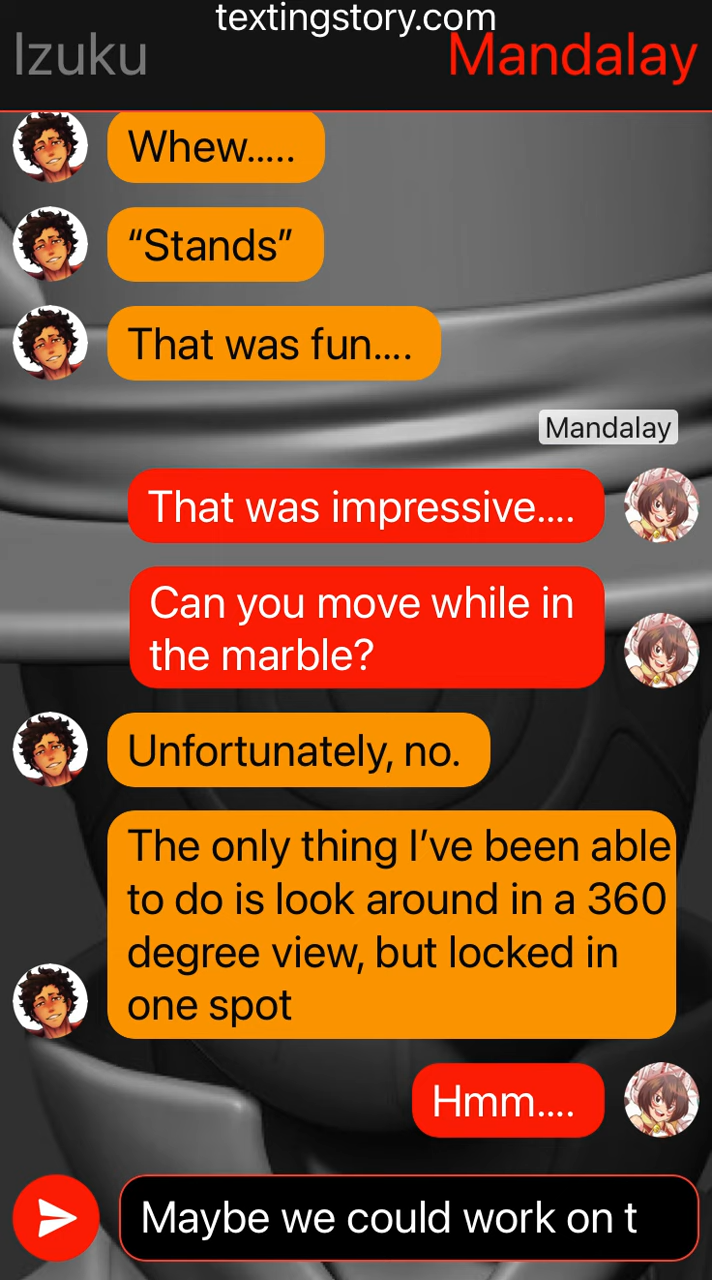 textingstory.com
Izuku
Mandalay
Whew.....
“Stands”
That was fun....
Mandalay
That was impressive....
Can you move while in
the marble?
Unfortunately, no.
The only thing I’ve been able
to do is look around in a 360
degree view, but locked in
one spot
Hmm....
Maybe we could work on t